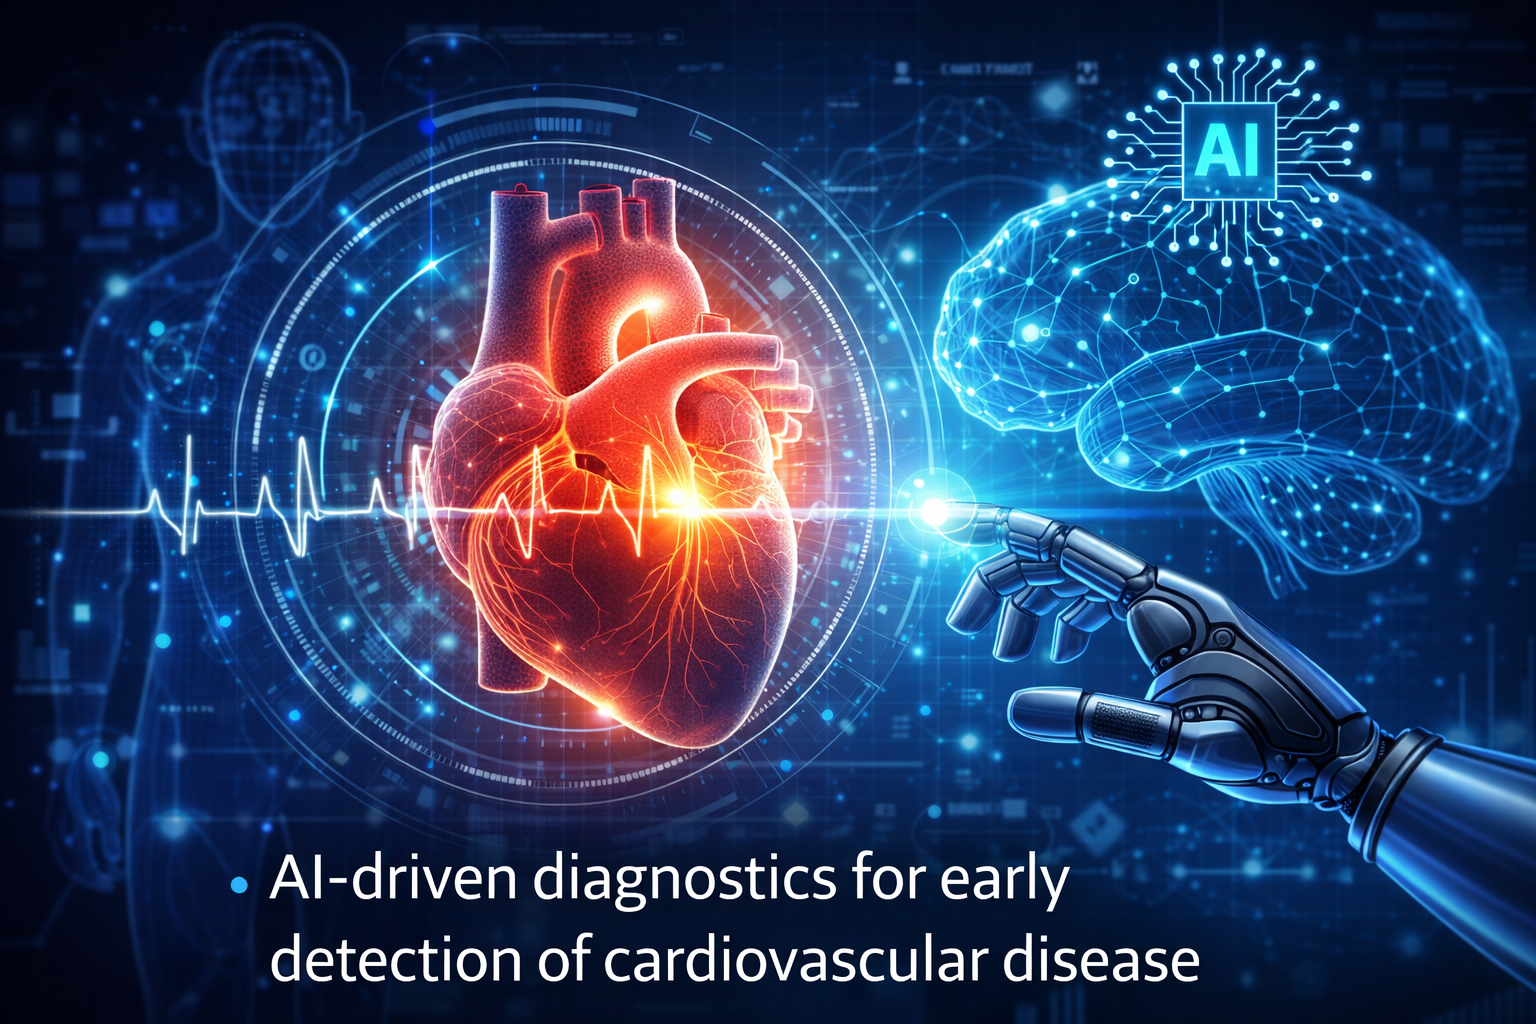 AI
• AI-driven diagnostics for early
detection of cardiovascular disease